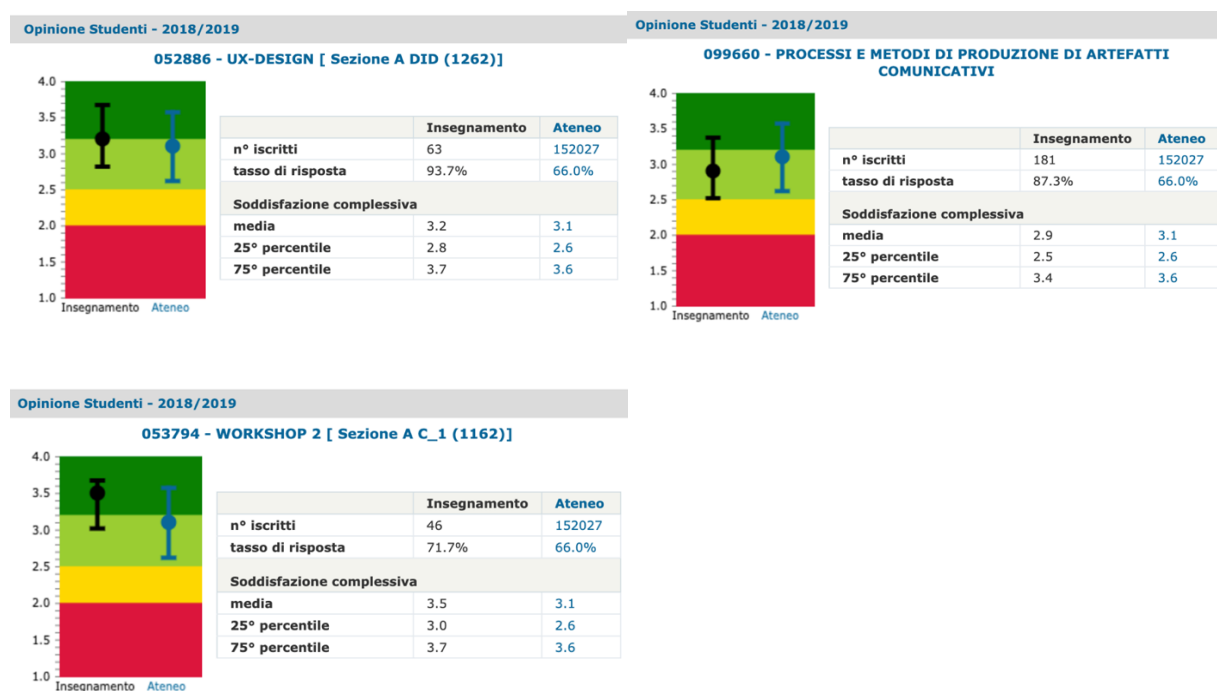 Opinione Studenti - 2018/2019
052886 - UX-DESIGN [ Sezione A DID (1262)]
4.0
3.5
3.0
2.5
2.0
1.5
1.0
Insegnamento Ateneo
Insegnamento Ateneo
n° iscritti 63 152027
tasso di risposta 93.7% 66.0%
Soddisfazione complessiva
media 3.2 3.1
25° percentile 2.8 2.6
75° percentile 3.7 3.6
Opinione Studenti - 2018/2019
099660 - PROCESSI E METODI DI PRODUZIONE DI ARTEFATTI
COMUNICATIVI
4.0
3.5
3.0
2.5
2.0
1.5
1.0
Insegnamento Ateneo
Insegnamento Ateneo
n° iscritti 181 152027
tasso di risposta 87.3% 66.0%
Soddisfazione complessiva
media 2.9 3.1
25° percentile 2.5 2.6
75° percentile 3.4 3.6
Opinione Studenti - 2018/2019
053794 - WORKSHOP 2 [ Sezione A C_1 (1162)]
4.0
3.5
3.0
2.5
2.0
1.5
1.0
Insegnamento Ateneo
Insegnamento Ateneo
n° iscritti 46 152027
tasso di risposta 71.7% 66.0%
Soddisfazione complessiva
media 3.5 3.1
25° percentile 3.0 2.6
75° percentile 3.7 3.6